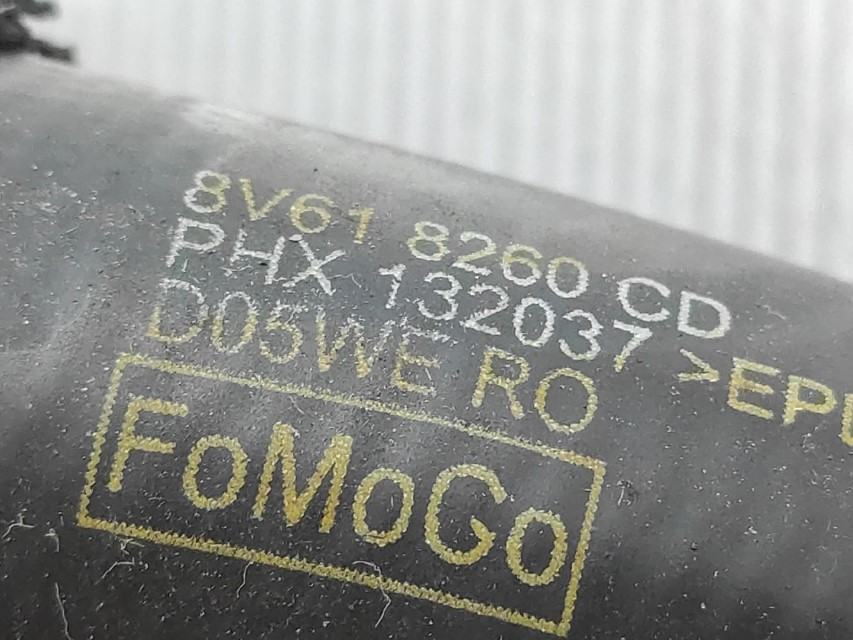 8V61 8260 CD
PHX 132037
D05WE RO >EP
FoMoCo